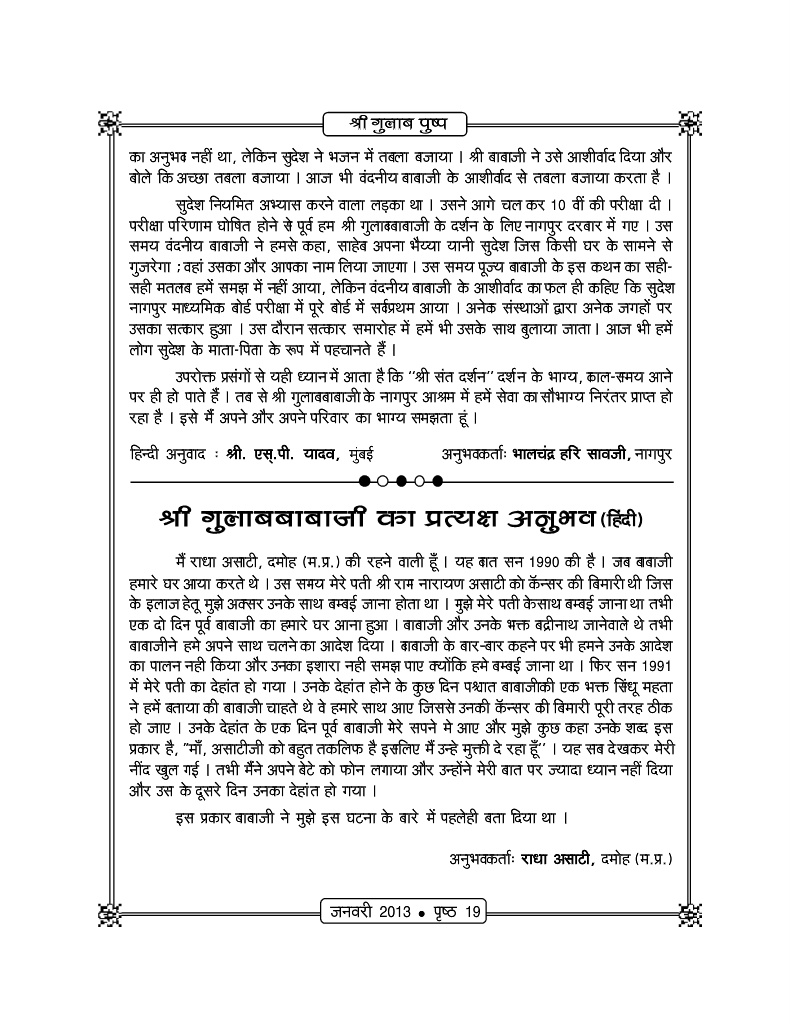 श्री गुलाब पुष्प
का अनुभव नहीं था, लेकिन सुदेश ने भजन में तबला बजाया । श्री बाबाजी ने उसे आशीर्वाद दिया और
बोले कि अच्छा तबला बजाया । आज भी वंदनीय बाबाजी के आशीर्वाद से तबला बजाया करता है ।
सुदेश नियमित अभ्यास करने वाला लड़का था । उसने आगे चल कर 10 वीं की परीक्षा दी ।
परीक्षा परिणाम घोषित होने से पूर्व हम श्री गुलाबबाबाजी के दर्शन के लिए नागपुर दरबार में गए । उस
समय वंदनीय बाबाजी ने हमसे कहा, साहेब अपना भैय्या यानी सुदेश जिस किसी घर के सामने से
गुजरेगा ; वहां उसका और आपका नाम लिया जाएगा । उस समय पूज्य बाबाजी के इस कथन का सही-
सही मतलब हमें समझ में नहीं आया, लेकिन वंदनीय बाबाजी के आशीर्वाद का फल ही कहिए कि सुदेश
नागपुर माध्यमिक बोर्ड परीक्षा में पूरे बोर्ड में सर्वप्रथम आया । अनेक संस्थाओं द्वारा अनेक जगहों पर
उसका सत्कार हुआ । उस दौरान सत्कार समारोह में हमें भी उसके साथ बुलाया जाता । आज भी हमें
लोग सुदेश के माता-पिता के रूप में पहचानते हैं ।
उपरोक्त प्रसंगों से यही ध्यान में आता है कि ''श्री संत दर्शन'' दर्शन के भाग्य, काल-समय आने
पर ही हो पाते हैं । तब से श्री गुलाबबाबाजी के नागपुर आश्रम में हमें सेवा का सौभाग्य निरंतर प्राप्त हो
रहा है । इसे मैं अपने और अपने परिवार का भाग्य समझता हूं ।
हिन्दी अनुवाद : श्री. एस्.पी. यादव, मुंबई अनुभवकर्ताः भालचंद्र हरि सावजी, नागपुर
श्री गुलाबबाबाजी का प्रत्यक्ष अनुभव (हिंदी)
मैं राधा असाटी, दमोह (म.प्र.) की रहने वाली हूँ । यह बात सन 1990 की है । जब बाबाजी
हमारे घर आया करते थे । उस समय मेरे पती श्री राम नारायण असाटी को कॅन्सर की बिमारी थी जिस
के इलाज हेतू मुझे अक्सर उनके साथ बम्बई जाना होता था । मुझे मेरे पती केसाथ बम्बई जाना था तभी
एक दो दिन पूर्व बाबाजी का हमारे घर आना हुआ । बाबाजी और उनके भक्त बद्रीनाथ जानेवाले थे तभी
बाबाजीने हमे अपने साथ चलने का आदेश दिया । बाबाजी के बार-बार कहने पर भी हमने उनके आदेश
का पालन नही किया और उनका इशारा नही समझ पाए क्योंकि हमे बम्बई जाना था । फिर सन 1991
में मेरे पती का देहांत हो गया । उनके देहांत होने के कुछ दिन पश्चात बाबाजीकी एक भक्त सिंधू महता
ने हमें बताया की बाबाजी चाहते थे वे हमारे साथ आए जिससे उनकी कॅन्सर की बिमारी पूरी तरह ठीक
हो जाए । उनके देहांत के एक दिन पूर्व बाबाजी मेरे सपने मे आए और मुझे कुछ कहा उनके शब्द इस
प्रकार है, ''माँ, असाटीजी को बहुत तकलिफ है इसलिए मैं उन्हे मुक्ती दे रहा हूँ'' । यह सब देखकर मेरी
नींद खुल गई । तभी मैंने अपने बेटे को फोन लगाया और उन्होंने मेरी बात पर ज्यादा ध्यान नहीं दिया
और उस के दूसरे दिन उनका देहांत हो गया ।
इस प्रकार बाबाजी ने मुझे इस घटना के बारे में पहलेही बता दिया था ।
अनुभवकर्ताः राधा असाटी, दमोह (म.प्र.)
जनवरी 2013 ● पृष्ठ 19